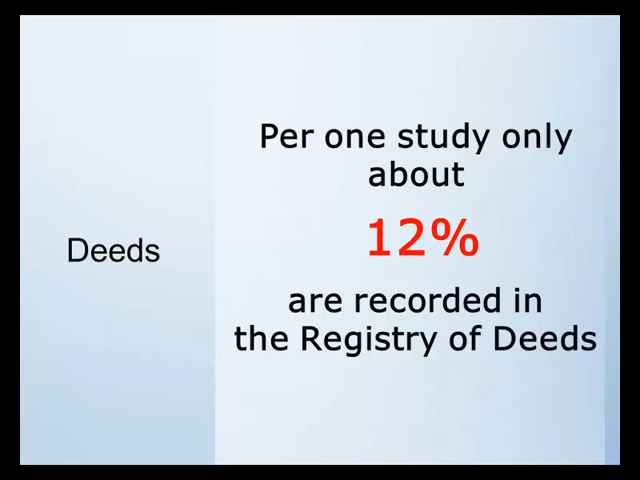 Deeds
Per one study only
about
12%
are recorded in
the Registry of Deeds